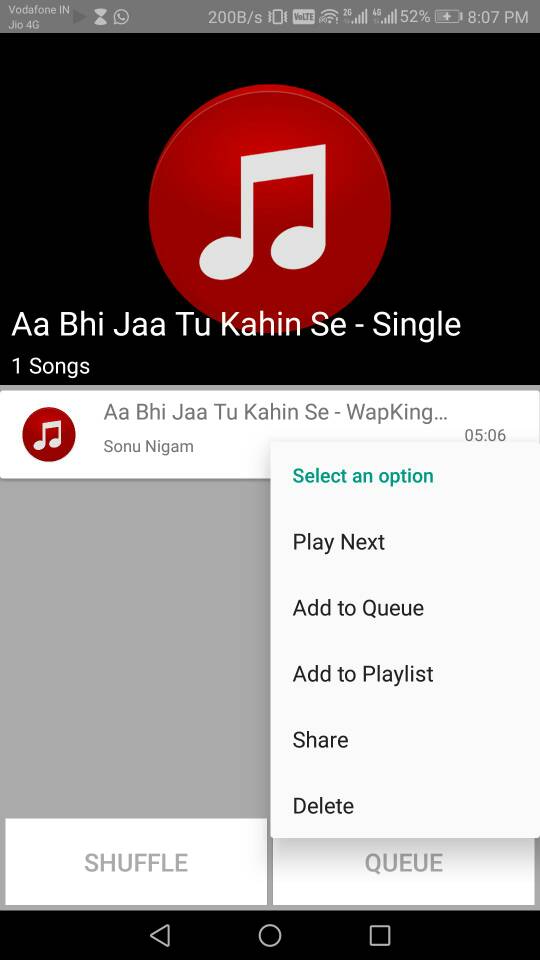 Vodafone IN
Jio 4G
200B/s VoLTE 2G 4G 52% 8:07 PM
Aa Bhi Jaa Tu Kahin Se - Single
1 Songs
Aa Bhi Jaa Tu Kahin Se - WapKing...
Sonu Nigam
05:06
Select an option
Play Next
Add to Queue
Add to Playlist
Share
Delete
SHUFFLE
QUEUE